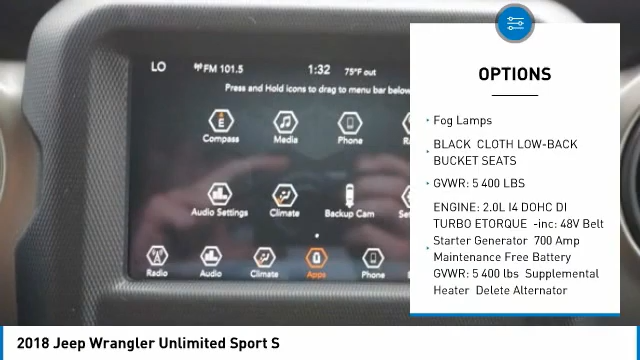 LO FM 101.5 1:32 75°F out
Press and Hold icons to drag to menu bar below
E
Compass Media Phone
Audio Settings Climate Backup Cam
Radio Audio Climate Apps Phone
OPTIONS
Fog Lamps
BLACK CLOTH LOW-BACK
BUCKET SEATS
GVWR: 5 400 LBS
ENGINE: 2.0L I4 DOHC DI
TURBO ETORQUE -inc: 48V Belt
Starter Generator 700 Amp
Maintenance Free Battery
GVWR: 5 400 lbs Supplemental
Heater Delete Alternator
2018 Jeep Wrangler Unlimited Sport S